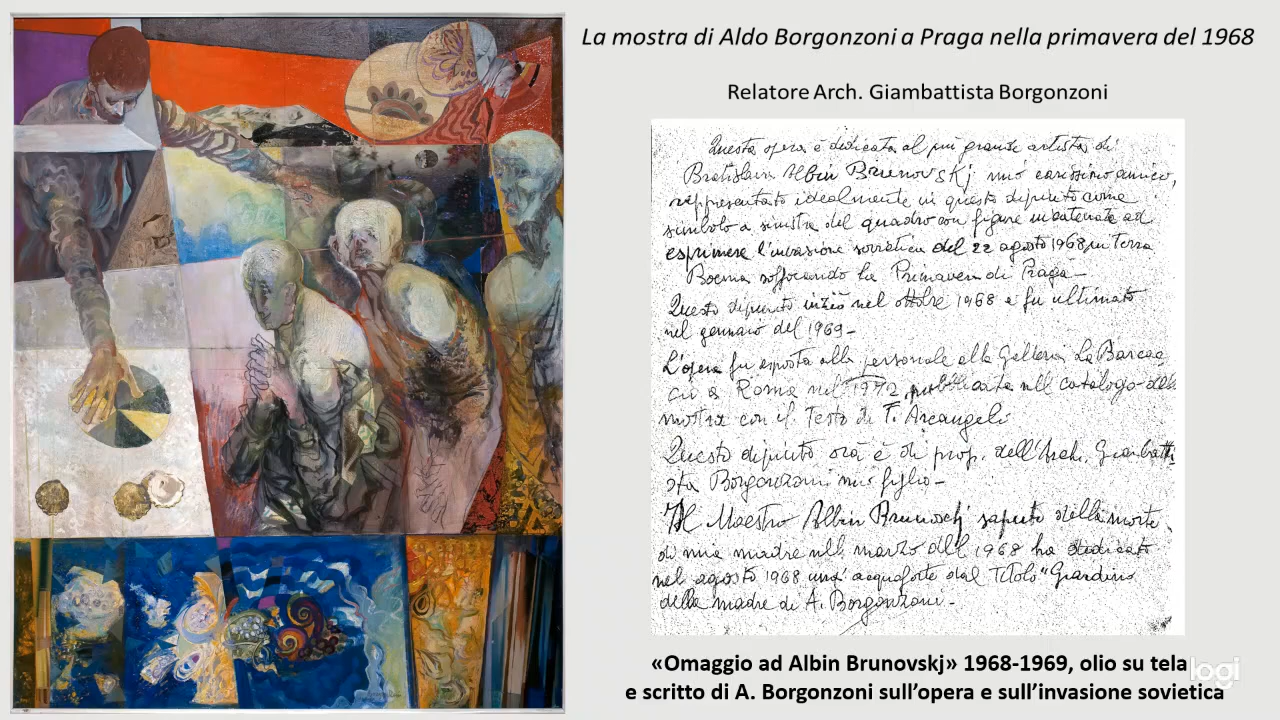 La mostra di Aldo Borgonzoni a Praga nella primavera del 1968
Relatore Arch. Giambattista Borgonzoni
Questa opera è dedicata al più grande artista di
Bratislava Albin Brunovskj mio carissimo amico,
rappresentato idealmente in questo dipinto come
simbolo a sinistra del quadro con figure incatenate ad
esprimere l'invasione sovietica del 22 agosto 1968, in Terra
Boema soffocando la Primavera di Praga -
Questo dipinto iniziò nel ottobre 1968 e fu ultimato
nel gennaio del 1969 -
L'opera fu esposta alla personale alla Galleria La Barcac
cia a Roma nel 1972, pubblicata nel catalogo della
mostra con il Testo di F. Arcangeli
Questo dipinto ora è di prop. dell'Arch. Giambatti
sta Borgonzoni mio figlio -
Il Maestro Albin Brunovskj saputo della morte
di mia madre nel marzo del 1968 ha dedicato
nel agosto 1968 un'acquaforte dal Titolo "Giardino
della madre di A. Borgonzoni -
«Omaggio ad Albin Brunovskj» 1968-1969, olio su tela
e scritto di A. Borgonzoni sull'opera e sull'invasione sovietica
logi